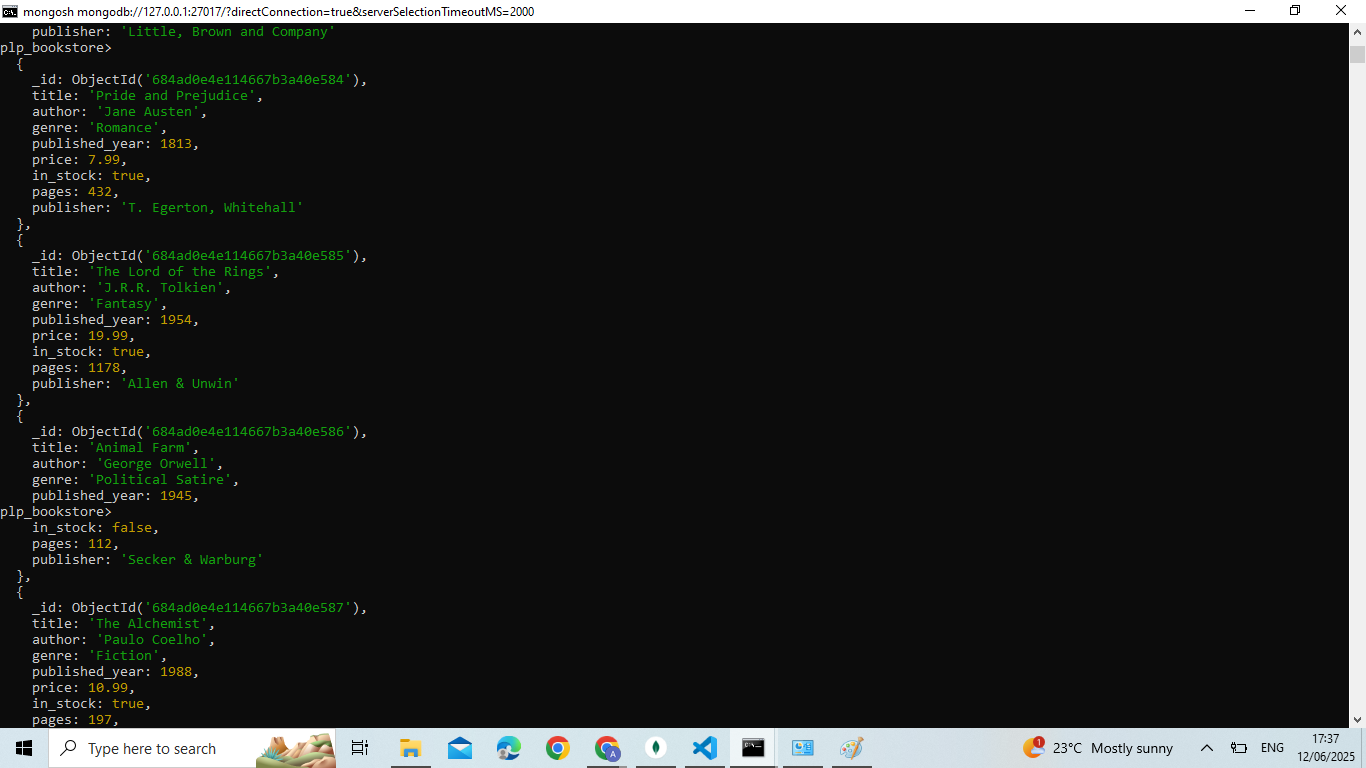 mongosh mongodb://127.0.0.1:27017/?directConnection=true&serverSelectionTimeoutMS=2000
    publisher: 'Little, Brown and Company'
plp_bookstore>
  {
    _id: ObjectId('684ad0e4e114667b3a40e584'),
    title: 'Pride and Prejudice',
    author: 'Jane Austen',
    genre: 'Romance',
    published_year: 1813,
    price: 7.99,
    in_stock: true,
    pages: 432,
    publisher: 'T. Egerton, Whitehall'
  },
  {
    _id: ObjectId('684ad0e4e114667b3a40e585'),
    title: 'The Lord of the Rings',
    author: 'J.R.R. Tolkien',
    genre: 'Fantasy',
    published_year: 1954,
    price: 19.99,
    in_stock: true,
    pages: 1178,
    publisher: 'Allen & Unwin'
  },
  {
    _id: ObjectId('684ad0e4e114667b3a40e586'),
    title: 'Animal Farm',
    author: 'George Orwell',
    genre: 'Political Satire',
    published_year: 1945,
plp_bookstore>
    in_stock: false,
    pages: 112,
    publisher: 'Secker & Warburg'
  },
  {
    _id: ObjectId('684ad0e4e114667b3a40e587'),
    title: 'The Alchemist',
    author: 'Paulo Coelho',
    genre: 'Fiction',
    published_year: 1988,
    price: 10.99,
    in_stock: true,
    pages: 197,
Type here to search
A
1
23°C Mostly sunny
ENG
17:37
12/06/2025